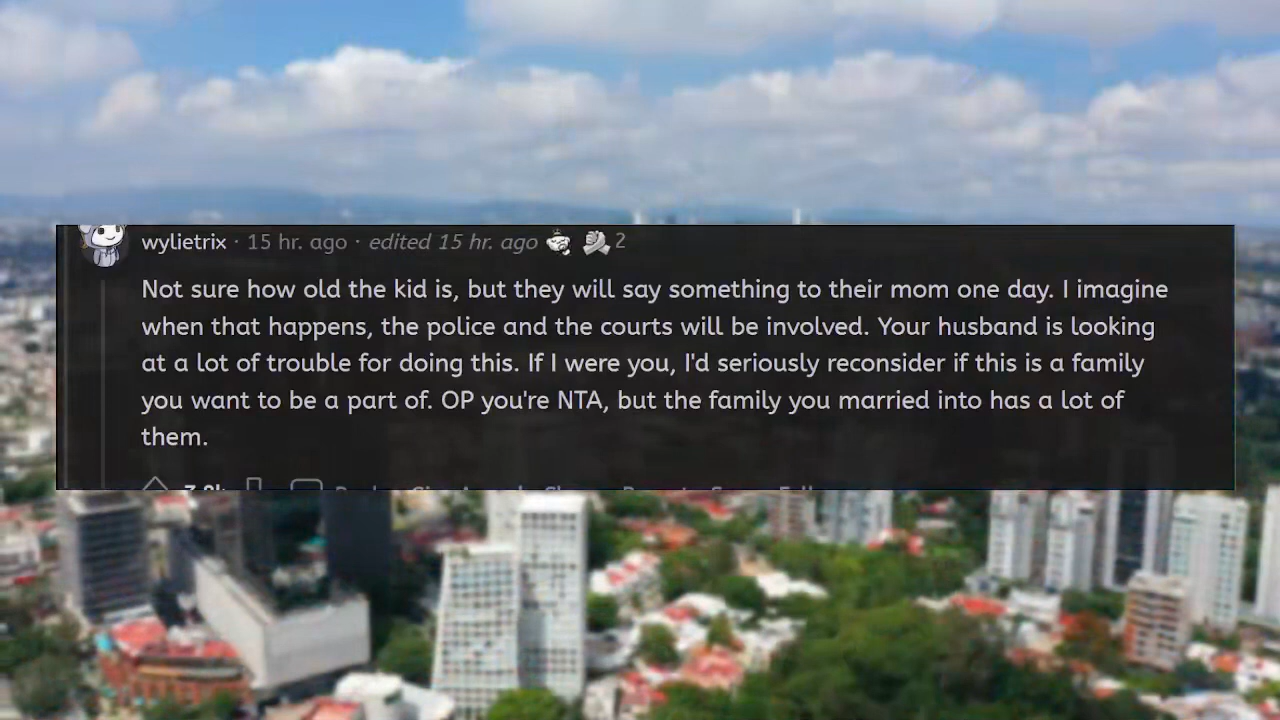 wylietrix · 15 hr. ago · edited 15 hr. ago 2
Not sure how old the kid is, but they will say something to their mom one day. I imagine
when that happens, the police and the courts will be involved. Your husband is looking
at a lot of trouble for doing this. If I were you, I'd seriously reconsider if this is a family
you want to be a part of. OP you're NTA, but the family you married into has a lot of
them.